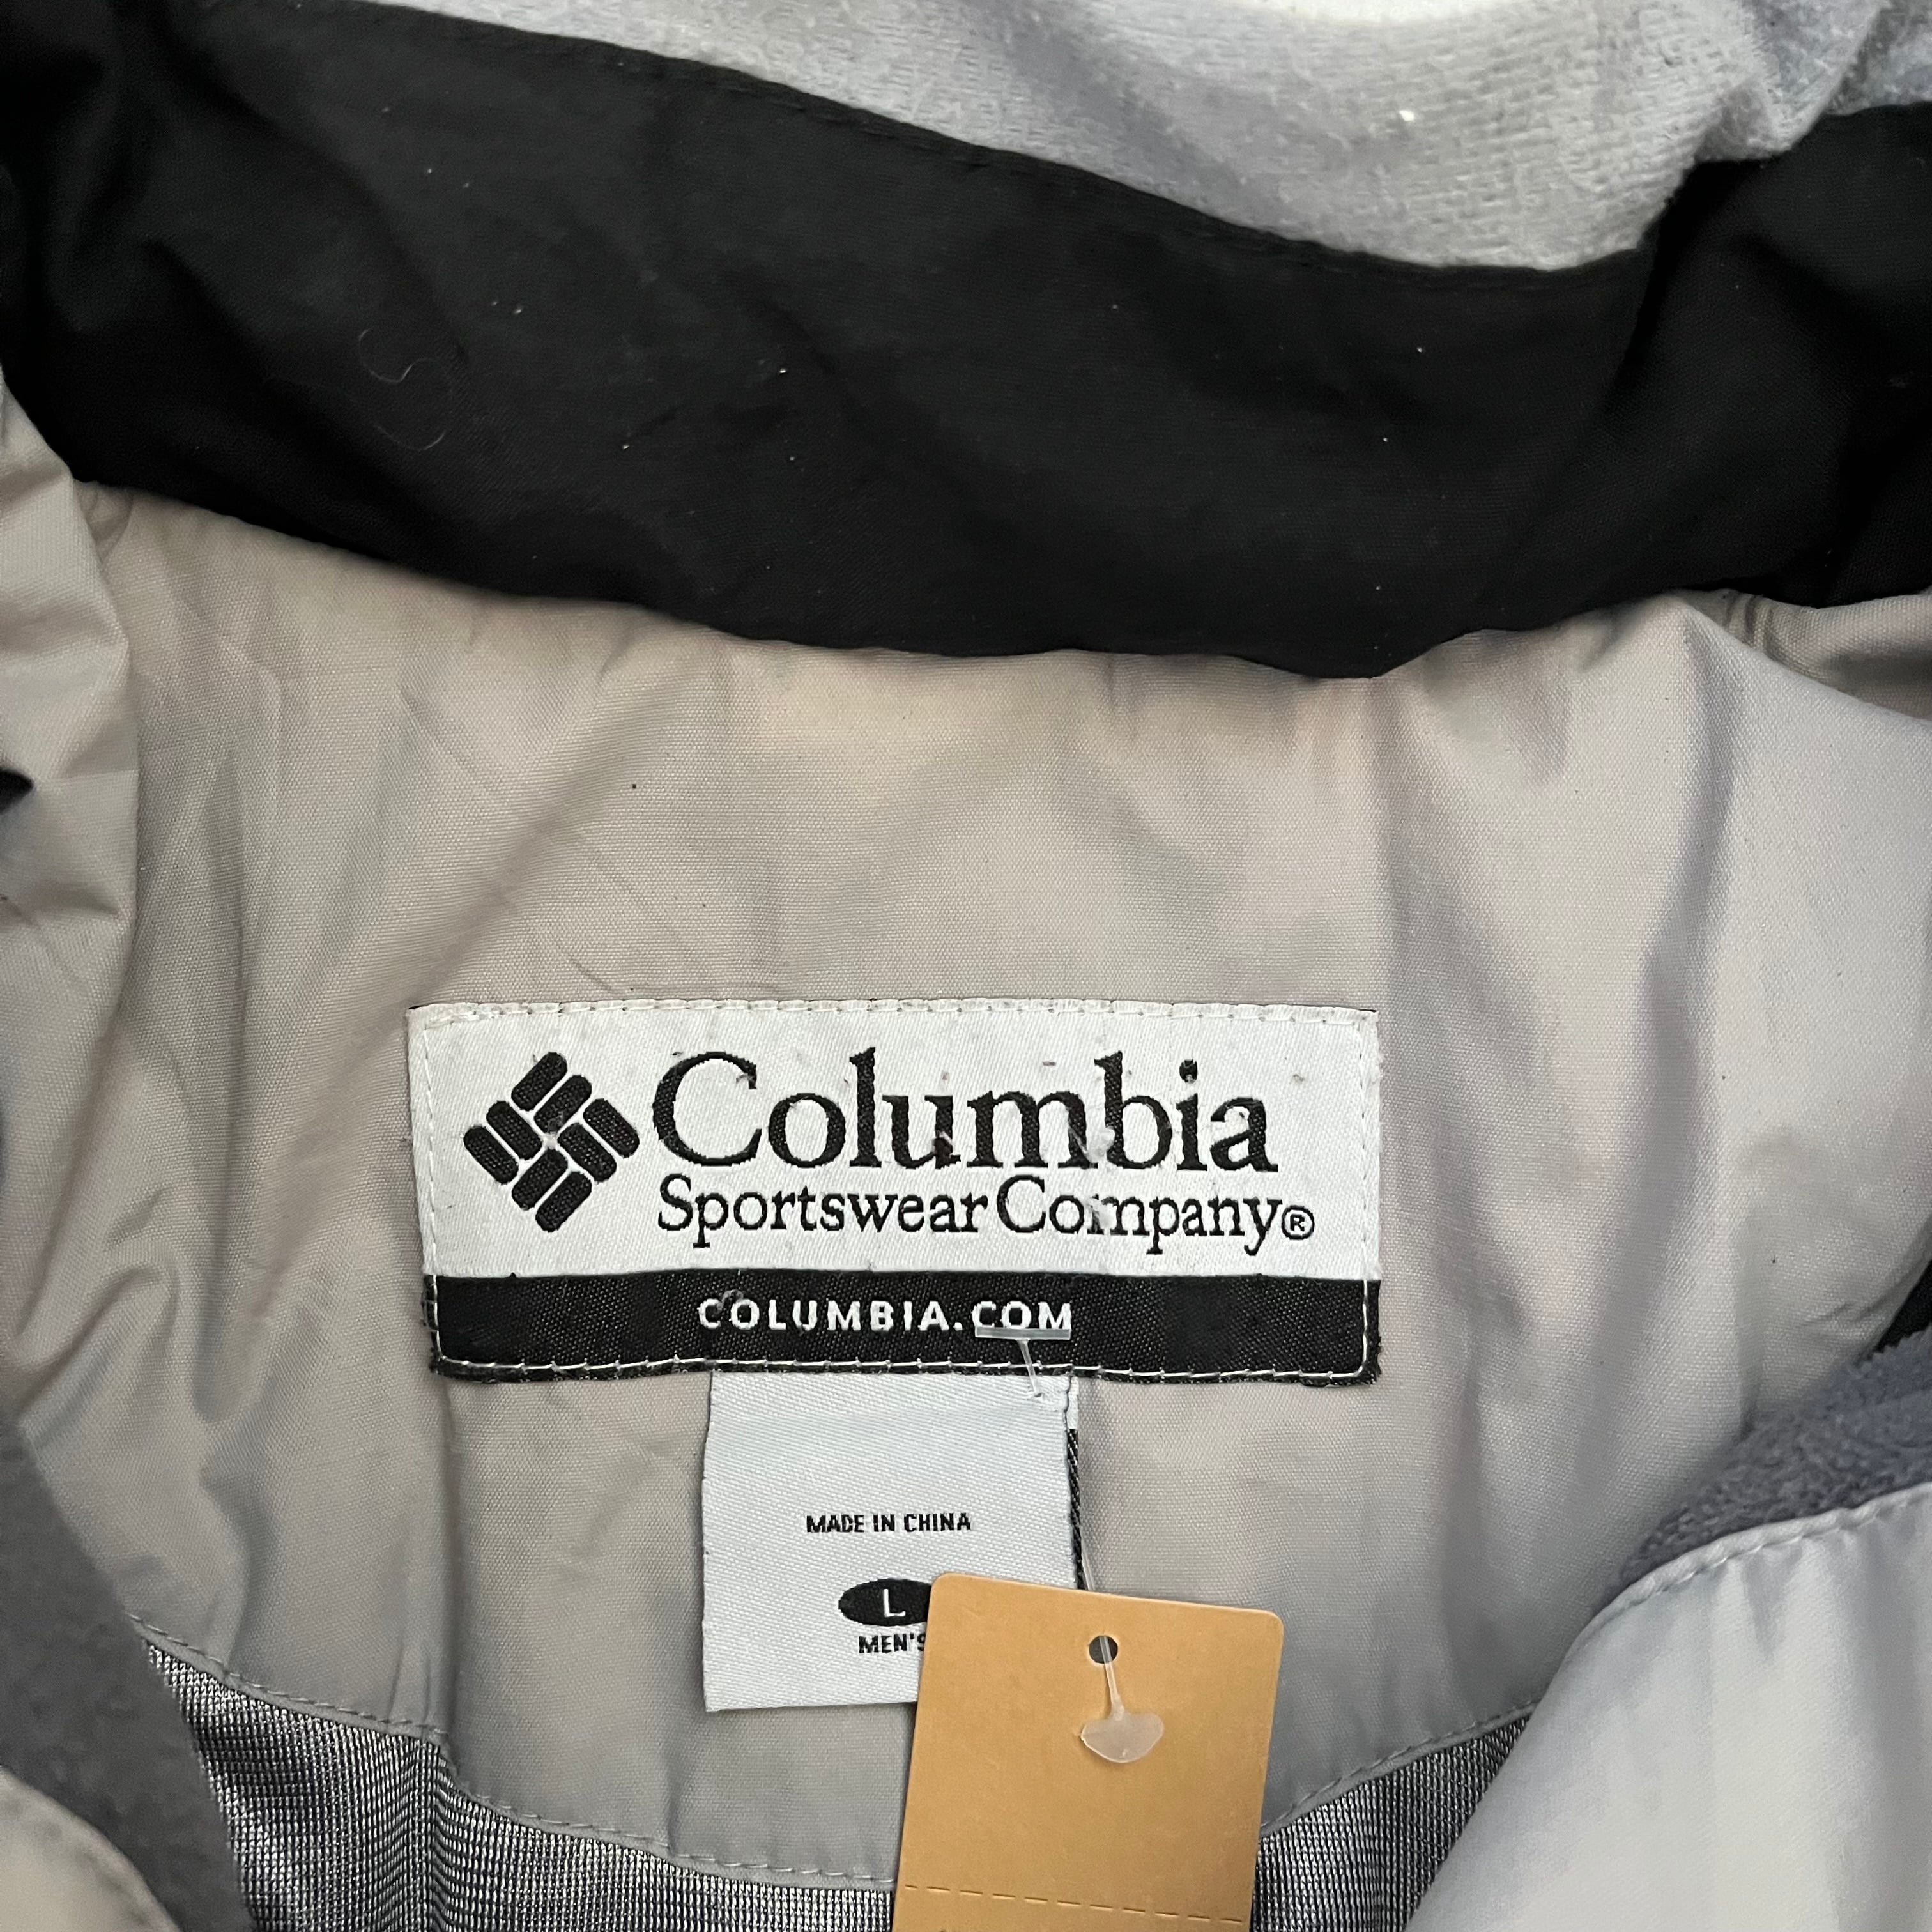 Columbia
Sportswear Company®
COLUMBIA.COM
MADE IN CHINA
L
MEN'S